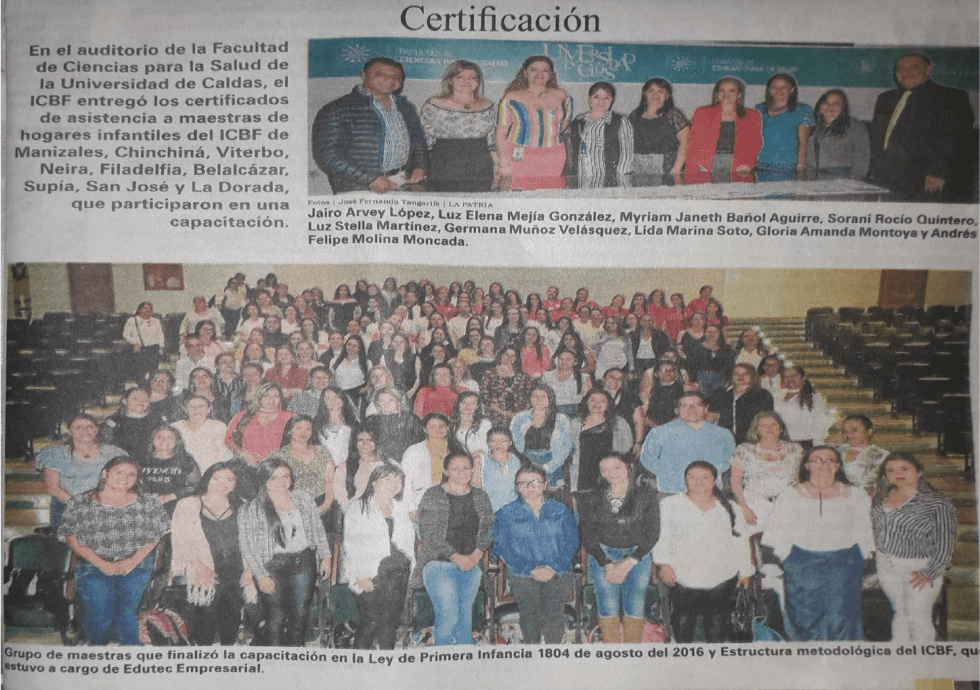 Certificación
En el auditorio de la Facultad
de Ciencias para la Salud de
la Universidad de Caldas, el
ICBF entregó los certificados
de asistencia a maestras de
hogares infantiles del ICBF de
Manizales, Chinchiná, Viterbo,
Neira, Filadelfia, Belalcázar,
Supía, San José y La Dorada,
que participaron en una
capacitación.
FACULTAD DE
CIENCIAS PARA LA SALUD
UNIVERSIDAD
DE CALDAS
CIENCIAS PARA LA SALUD
Fotos | José Fernando Tangarife | LA PATRIA
Jairo Arvey López, Luz Elena Mejía González, Myriam Janeth Bañol Aguirre, Sorani Rocío Quintero,
Luz Stella Martínez, Germana Muñoz Velásquez, Lida Marina Soto, Gloria Amanda Montoya y Andrés
Felipe Molina Moncada.
Grupo de maestras que finalizó la capacitación en la Ley de Primera Infancia 1804 de agosto del 2016 y Estructura metodológica del ICBF, que
estuvo a cargo de Edutec Empresarial.